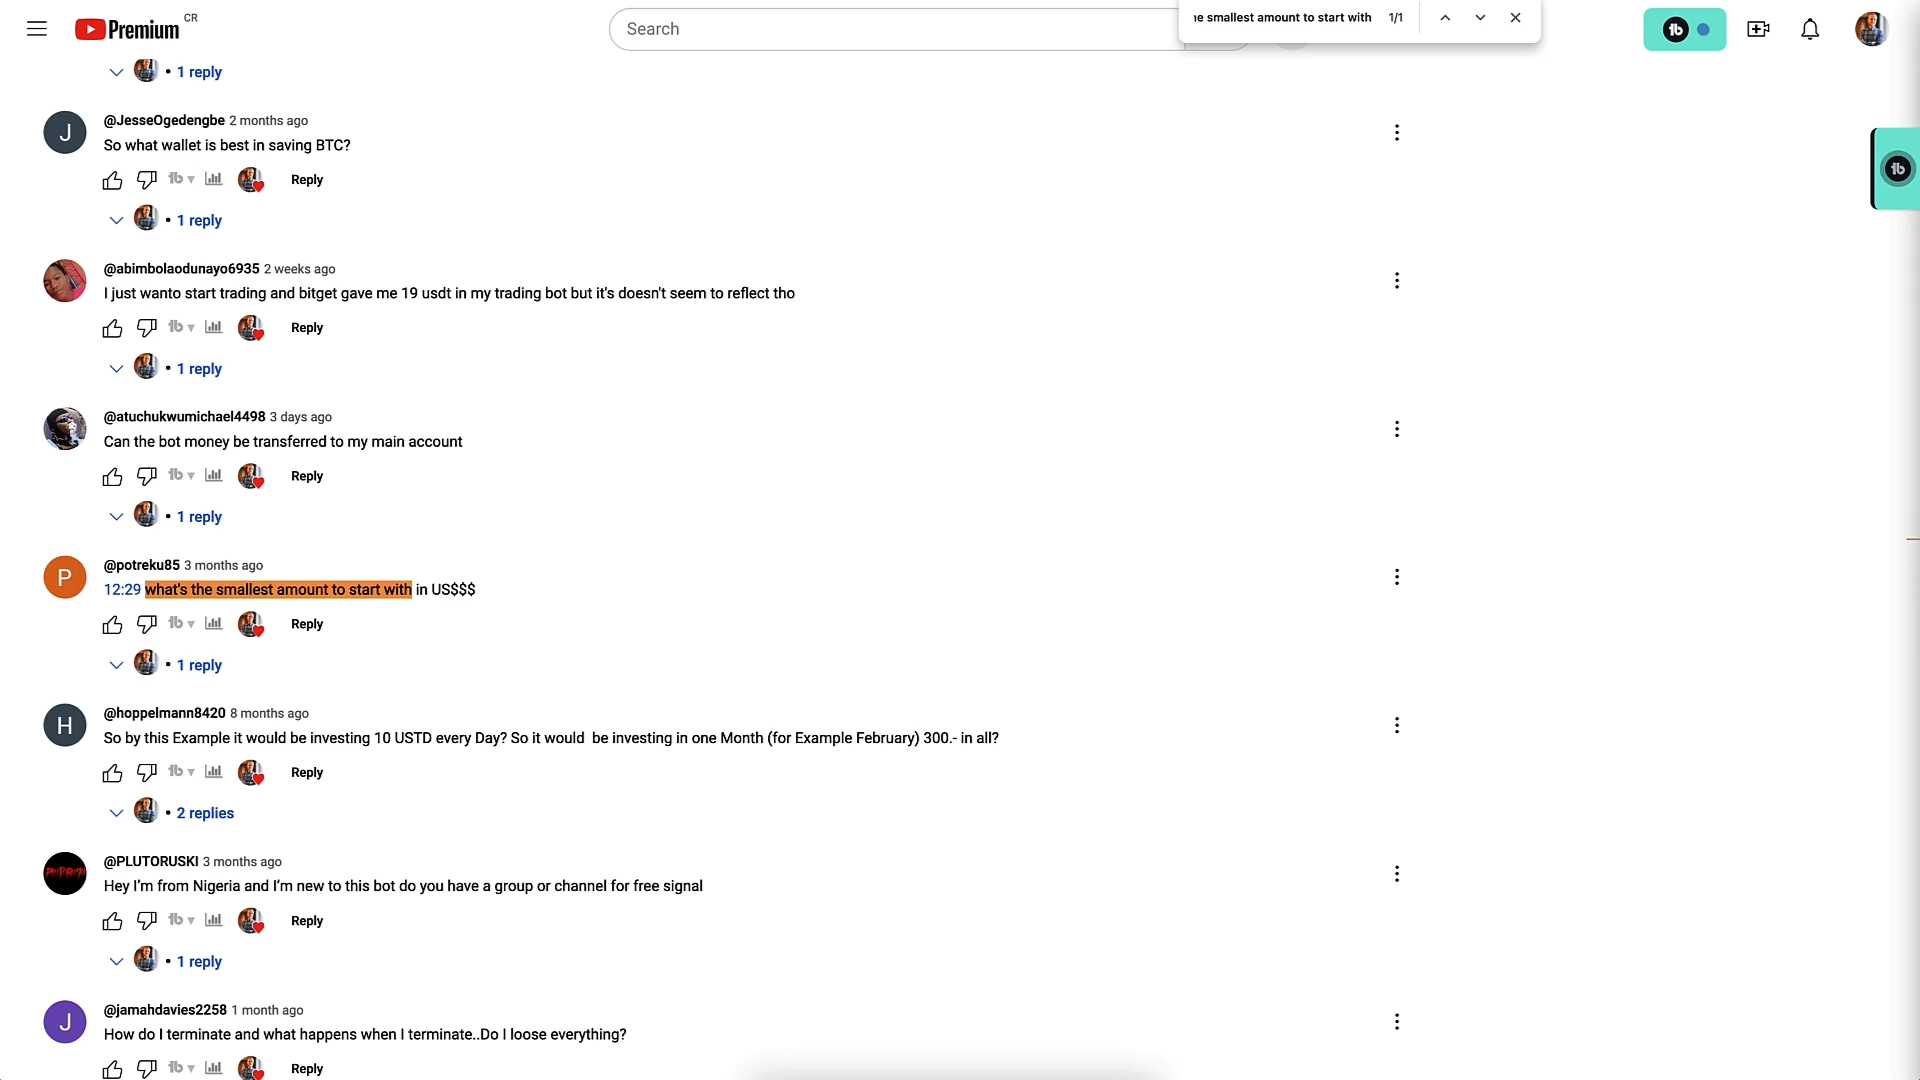 Premium CR
Search
e smallest amount to start with 1/1
1 reply
@JesseOgedengbe 2 months ago
So what wallet is best in saving BTC?
Reply
1 reply
@abimbolaodunayo6935 2 weeks ago
I just wanto start trading and bitget gave me 19 usdt in my trading bot but it's doesn't seem to reflect tho
Reply
1 reply
@atuchukwumichael4498 3 days ago
Can the bot money be transferred to my main account
Reply
1 reply
P
@potreku85 3 months ago
12:29 what's the smallest amount to start with in US$$$
Reply
1 reply
H
@hoppelmann8420 8 months ago
So by this Example it would be investing 10 USTD every Day? So it would be investing in one Month (for Example February) 300.- in all?
Reply
2 replies
PLUTORUSKI
@PLUTORUSKI 3 months ago
Hey I'm from Nigeria and I'm new to this bot do you have a group or channel for free signal
Reply
1 reply
J
@jamahdavies2258 1 month ago
How do I terminate and what happens when I terminate..Do I loose everything?
Reply